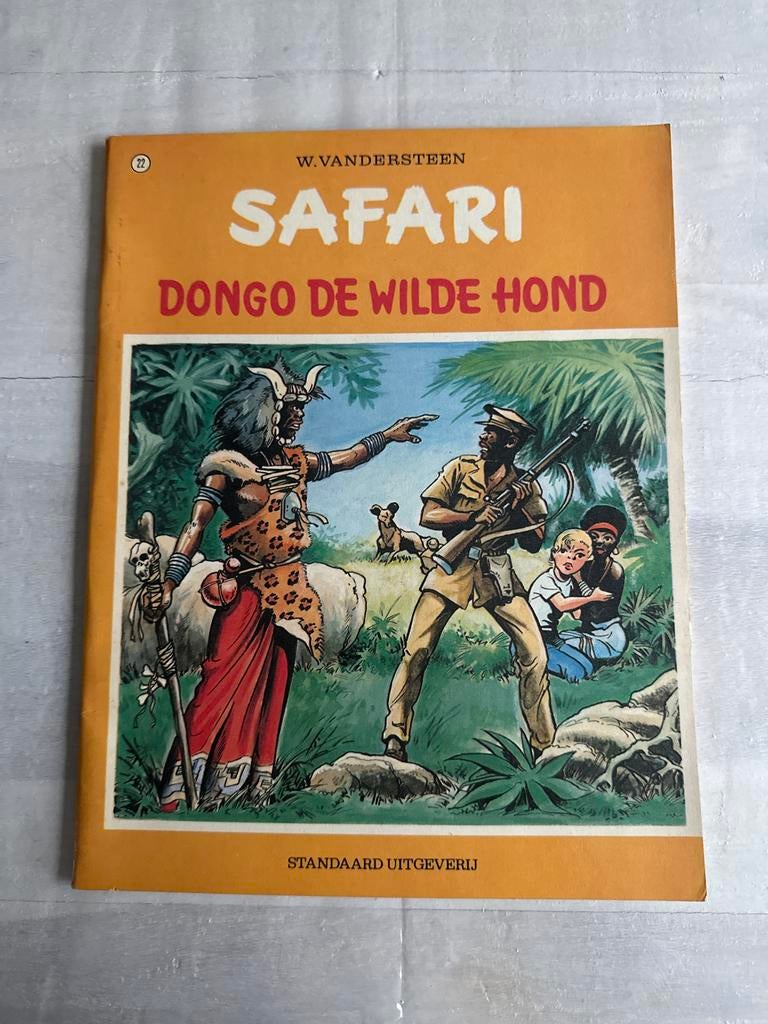 22
W.VANDERSTEEN
SAFARI
DONGO DE WILDE HOND
STANDAARD UITGEVERIJ